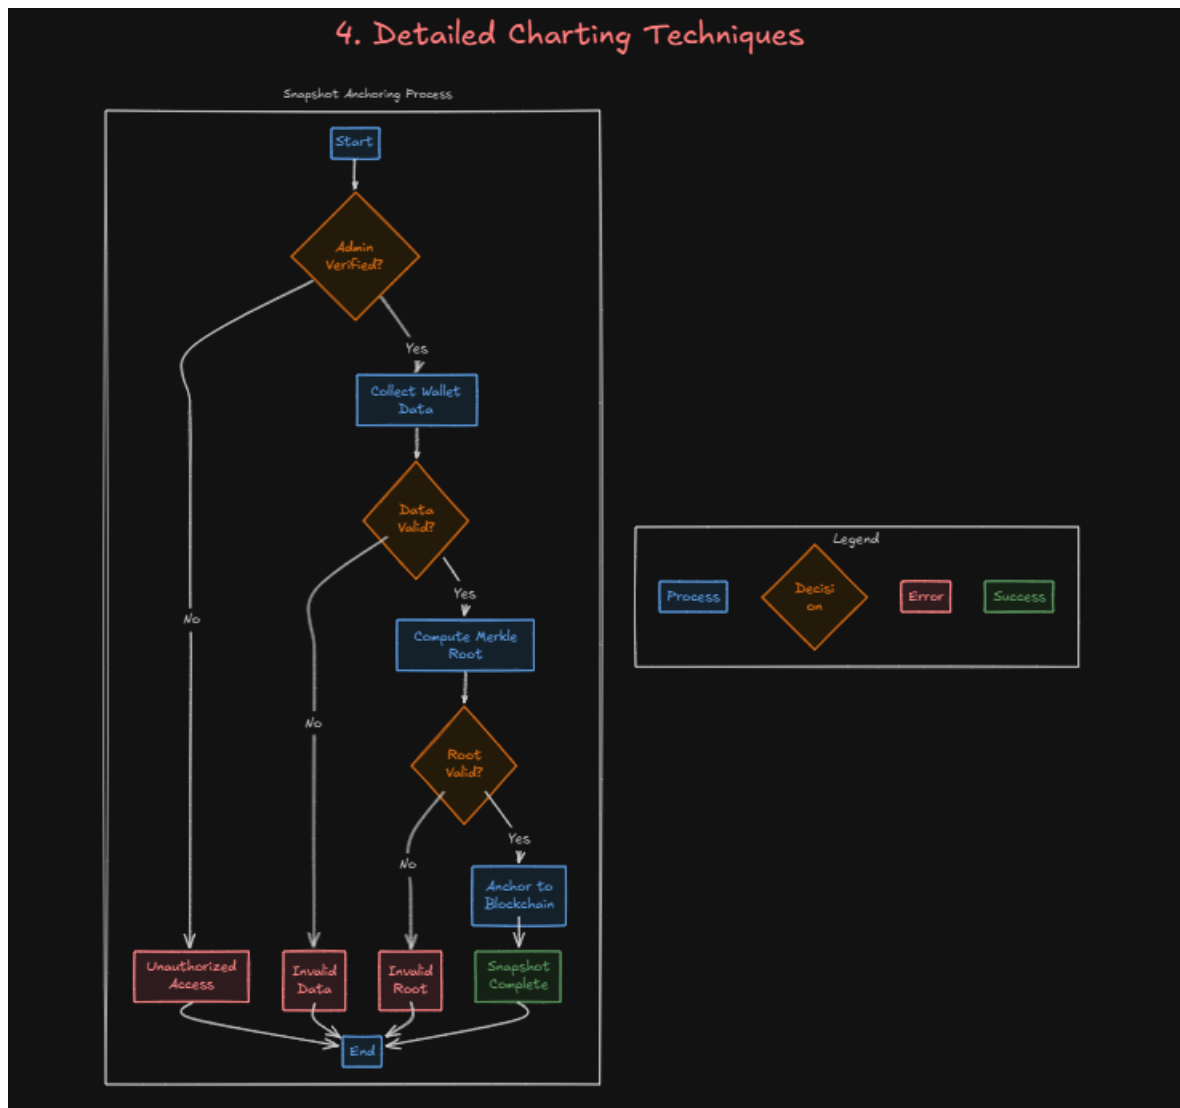 4. Detailed Charting Techniques
Snapshot Anchoring Process
Start
Admin
Verified?
Yes
Collect Wallet
Data
Data
Valid?
Legend
Process
Decisi
on
Error
Success
Yes
No
Compute Merkle
Root
No
Root
Valid?
Yes
No
Anchor to
Blockchain
Unauthorized
Access
Invalid
Data
Invalid
Root
Snapshot
Complete
End